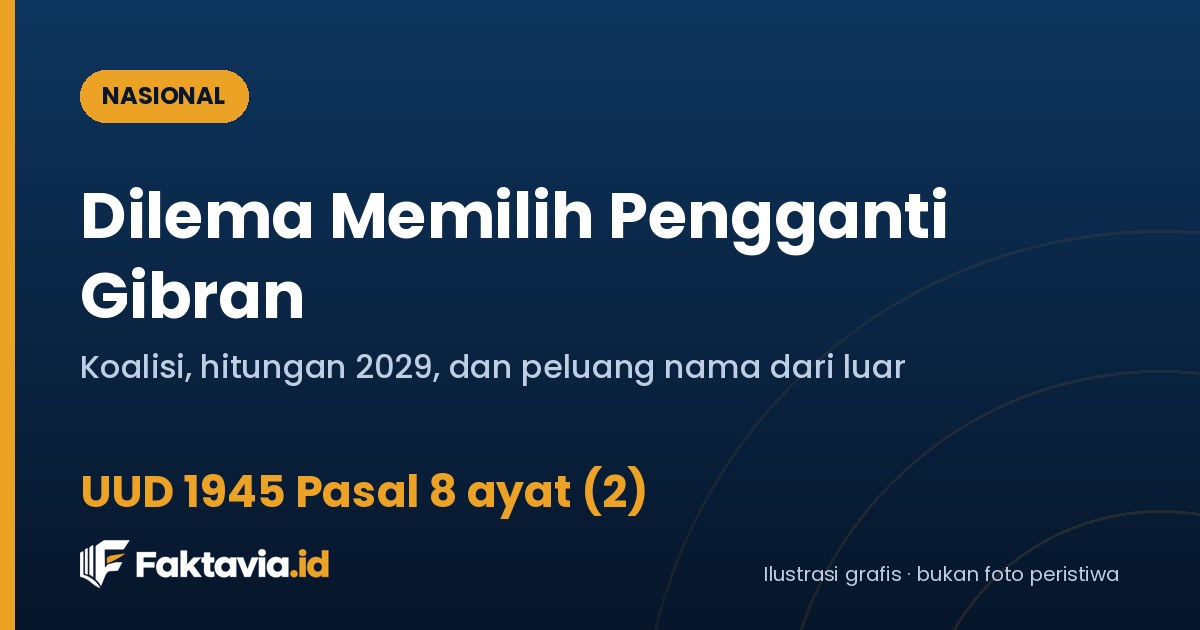 NASIONAL
Dilema Memilih Pengganti
Gibran
Koalisi, hitungan 2029, dan peluang nama dari luar
UUD 1945 Pasal 8 ayat (2)
Faktavia.id
Ilustrasi grafis · bukan foto peristiwa